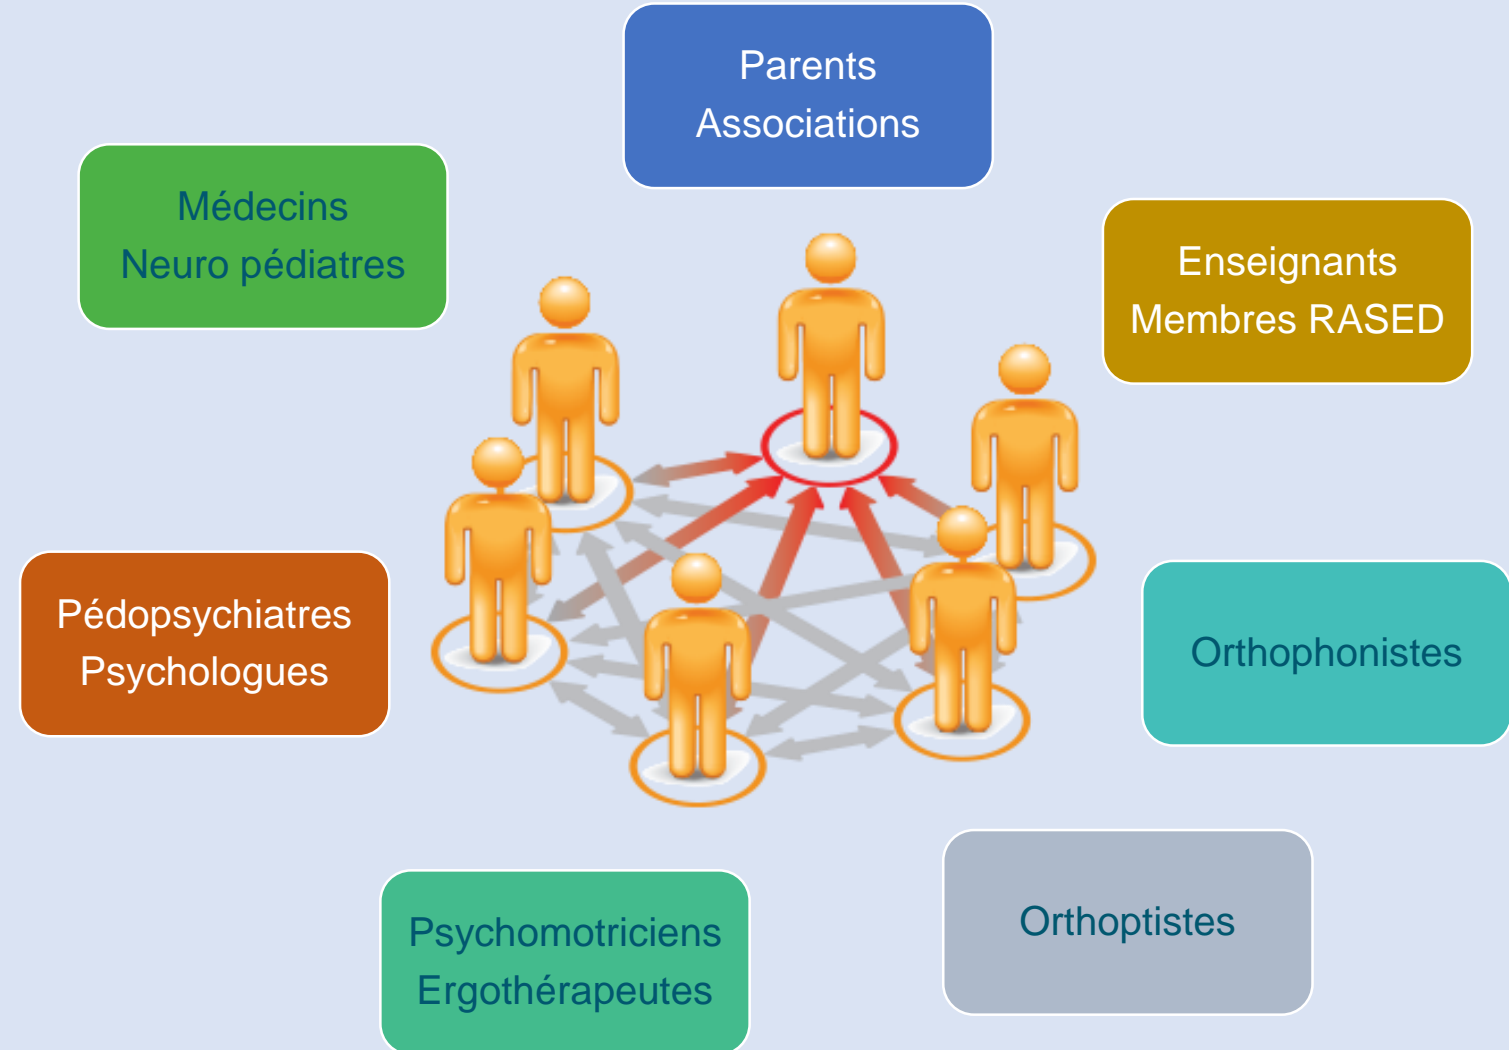 Parents
Associations
Médecins
Neuro pédiatres
Enseignants
Membres RASED
Pédopsychiatres
Psychologues
Orthophonistes
Psychomotriciens
Ergothérapeutes
Orthoptistes